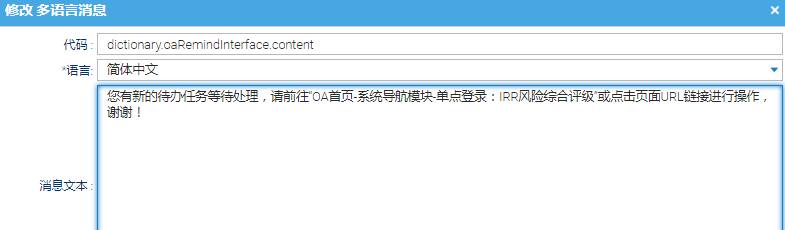 修改 多语言消息 ×
代码 : dictionary.oaRemindInterface.content
*语言: 简体中文
您有新的待办任务等待处理，请前往“OA首页-系统导航模块-单点登录：IRR风险综合评级”或点击页面URL链接进行操作，
谢谢！
消息文本 :